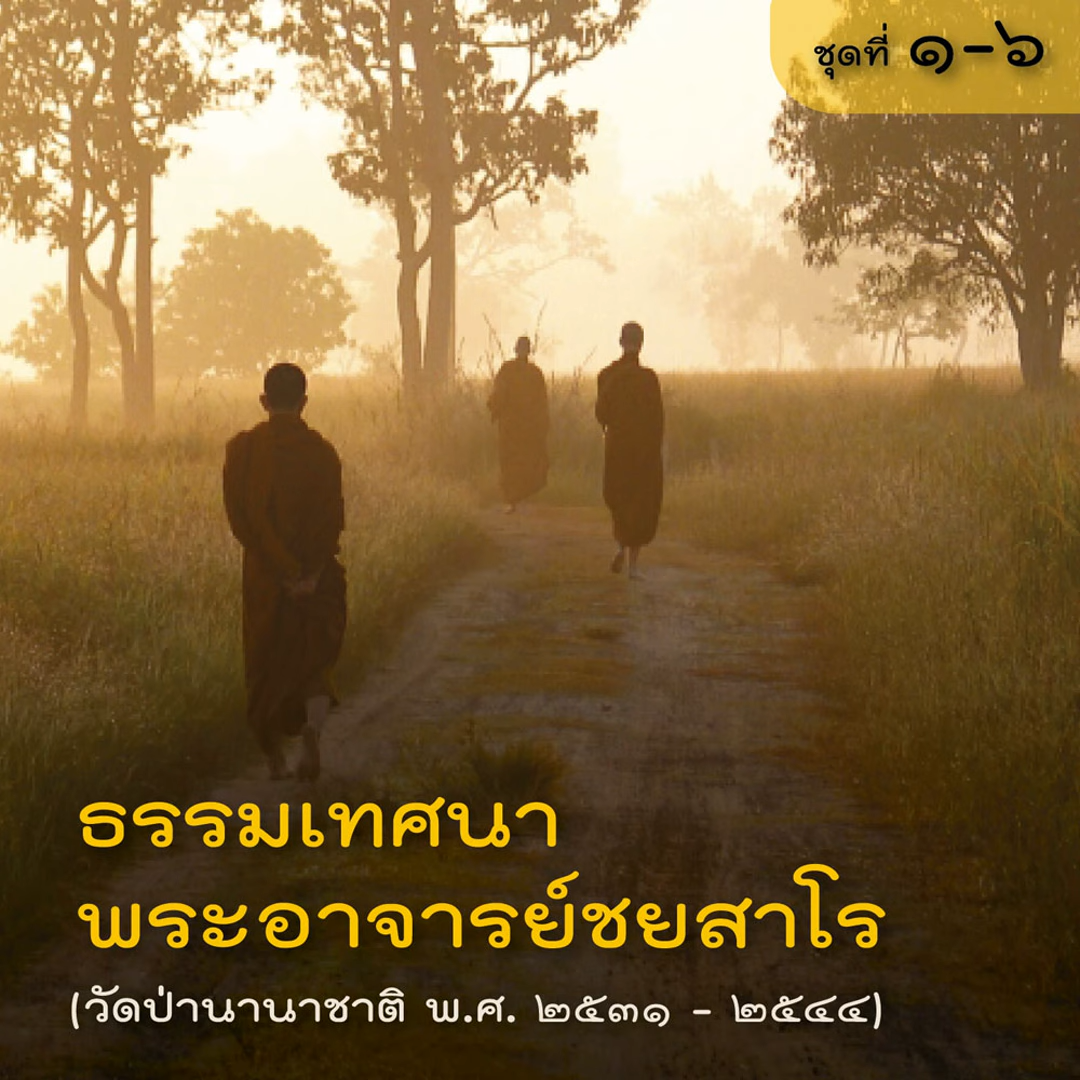 ชุดที่ ๑-๖
ธรรมเทศนา
พระอาจารย์ชยสาโร
(วัดป่านานาชาติ พ.ศ. ๒๕๓๑ - ๒๕๔๔)